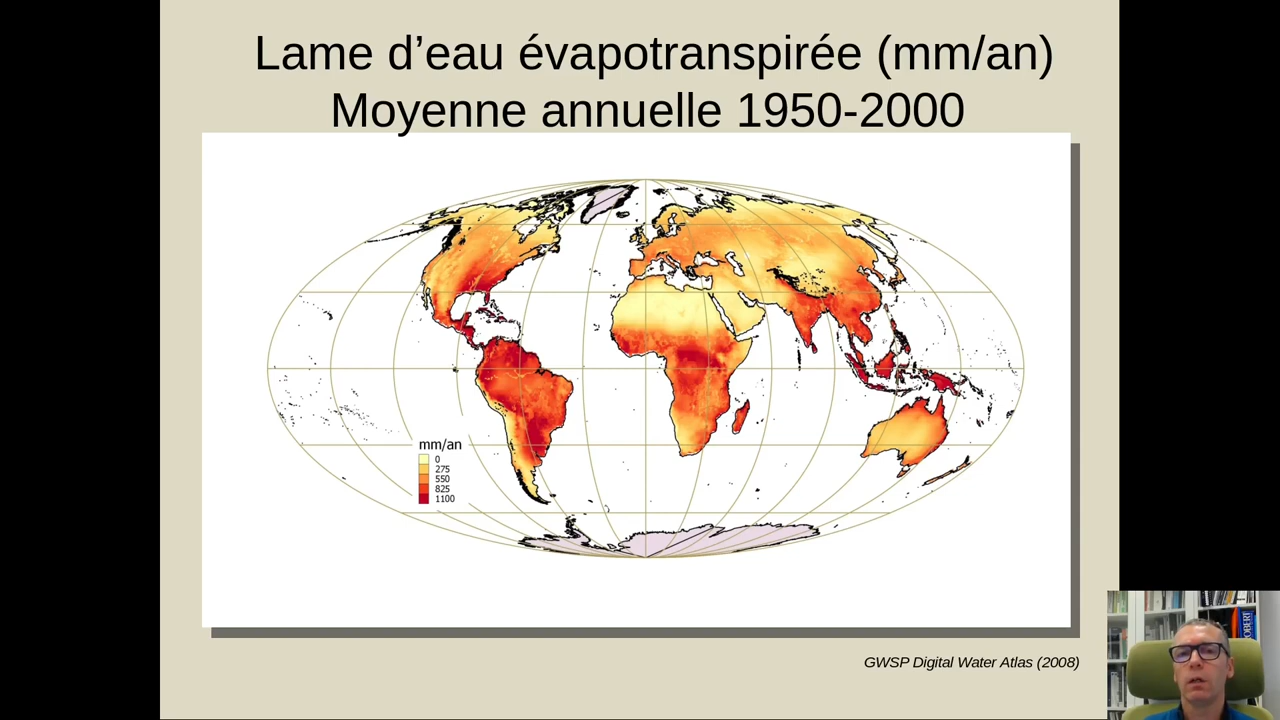 Lame d’eau évapotranspirée (mm/an)
Moyenne annuelle 1950-2000
mm/an
0
275
550
825
1100
GWSP Digital Water Atlas (2008)